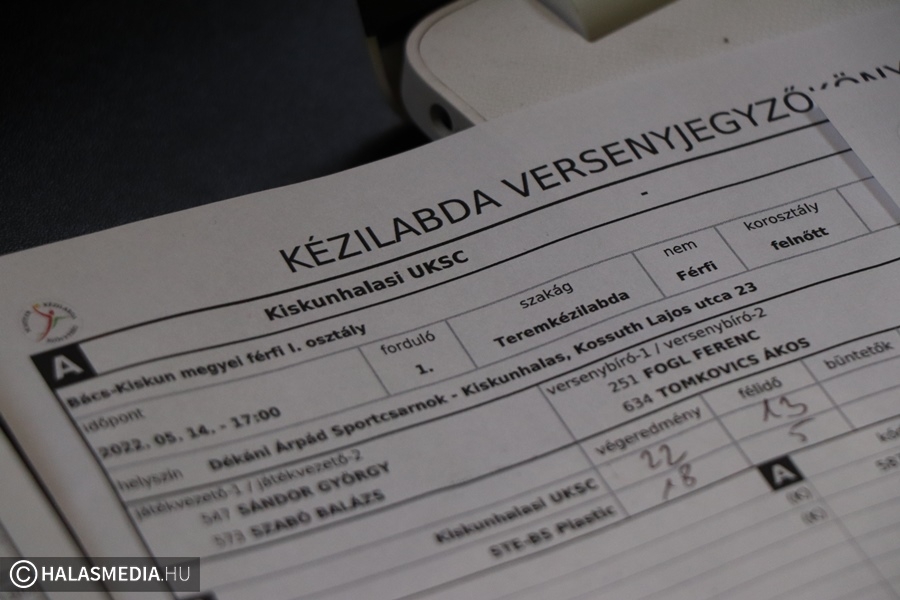 KÉZILABDA VERSENYJEGYZŐKÖNY
Kiskunhalasi UKSC -
A
Bács-Kiskun megyei férfi I. osztály
forduló
1.
szakág
Teremkézilabda
nem
Férfi
korosztály
felnőtt
időpont
2022. 05. 14. - 17:00
helyszín
Dékáni Árpád Sportcsarnok - Kiskunhalas, Kossuth Lajos utca 23
játékvezető-1 / játékvezető-2
547 SÁNDOR GYÖRGY
573 SZABÓ BALÁZS
versenybíró-1 / versenybíró-2
251 FOGL FERENC
634 TOMKOVICS ÁKOS
végeredmény
félidő
büntetők
Kiskunhalasi UKSC 22 13
STE-B5 Plastic 18 5
A
(K)
(K)
©HALASMEDIA.HU